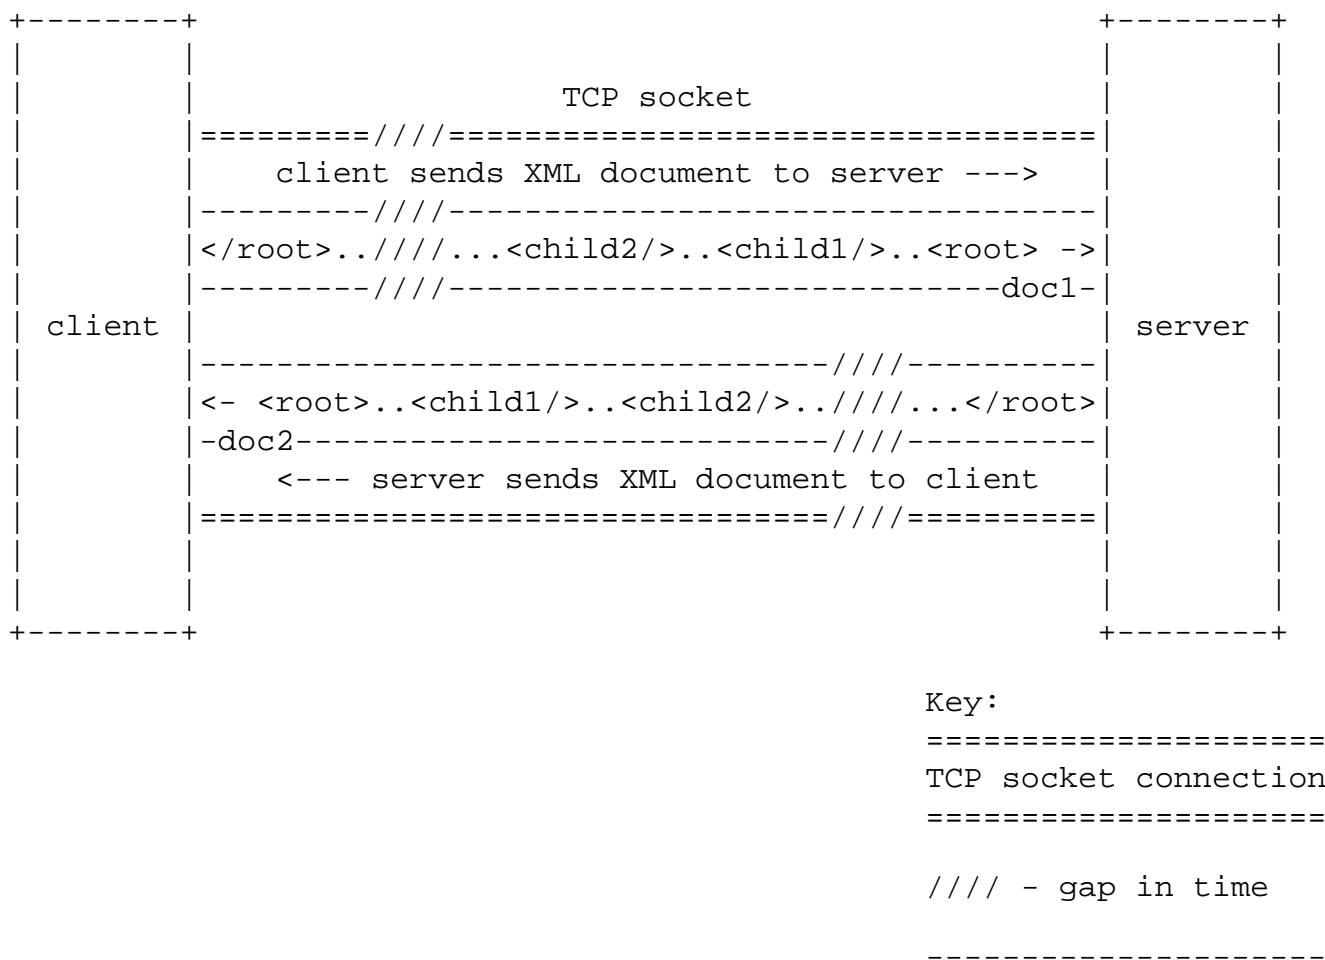 +--------+                                               +--------+
|        |                                               |        |
|        |                   TCP socket                  |        |
|        |=========////==================================|        |
|        |    client sends XML document to server --->   |        |
|        |---------////----------------------------------|        |
|        |</root>..////...<child2/>..<child1/>..<root> ->|        |
|        |---------////-----------------------------doc1-|        |
| client |                                               | server |
|        |---------------------------------////----------|        |
|        |<- <root>..<child1/>..<child2/>..////...</root>|        |
|        |-doc2----------------------------////----------|        |
|        |    <--- server sends XML document to client   |        |
|        |=================================////==========|        |
|        |                                               |        |
|        |                                               |        |
+--------+                                               +--------+
Key:
=====================
TCP socket connection
=====================
//// - gap in time
---------------------